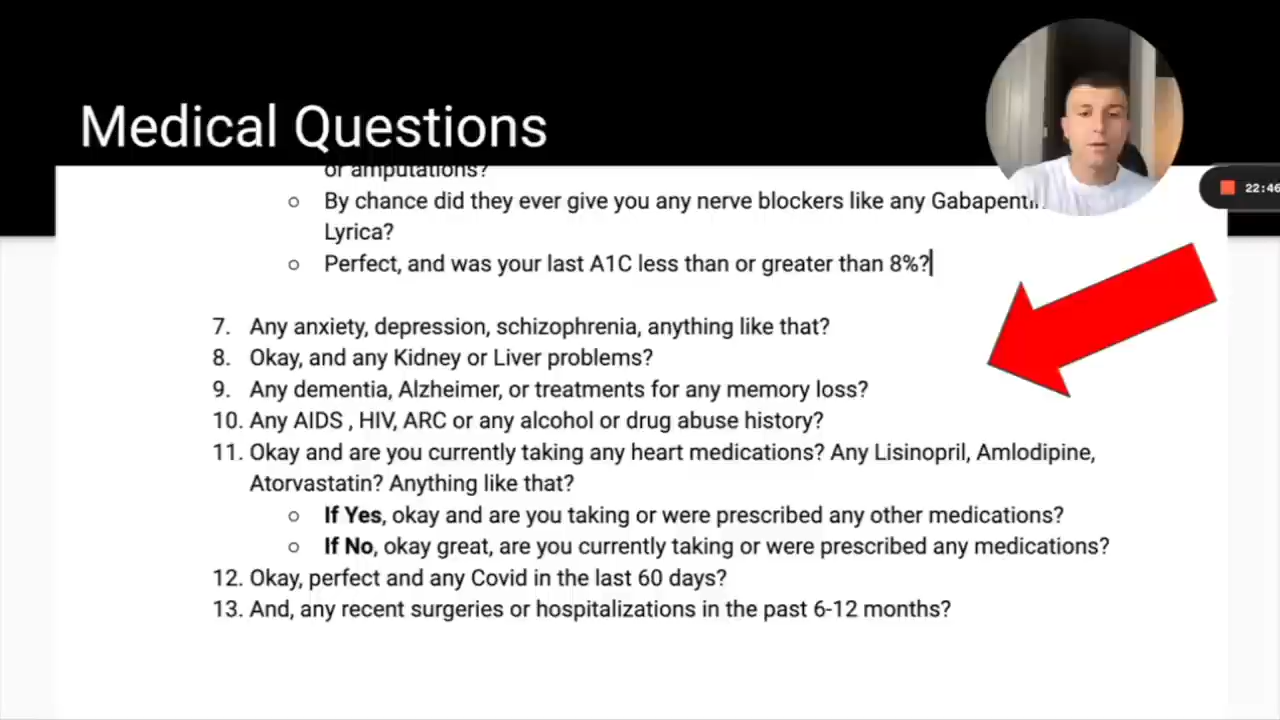 Medical Questions
or amputations?
○ By chance did they ever give you any nerve blockers like any Gabapentin
Lyrica?
○ Perfect, and was your last A1C less than or greater than 8%?
22:46
7. Any anxiety, depression, schizophrenia, anything like that?
8. Okay, and any Kidney or Liver problems?
9. Any dementia, Alzheimer, or treatments for any memory loss?
10. Any AIDS , HIV, ARC or any alcohol or drug abuse history?
11. Okay and are you currently taking any heart medications? Any Lisinopril, Amlodipine,
Atorvastatin? Anything like that?
○ If Yes, okay and are you taking or were prescribed any other medications?
○ If No, okay great, are you currently taking or were prescribed any medications?
12. Okay, perfect and any Covid in the last 60 days?
13. And, any recent surgeries or hospitalizations in the past 6-12 months?